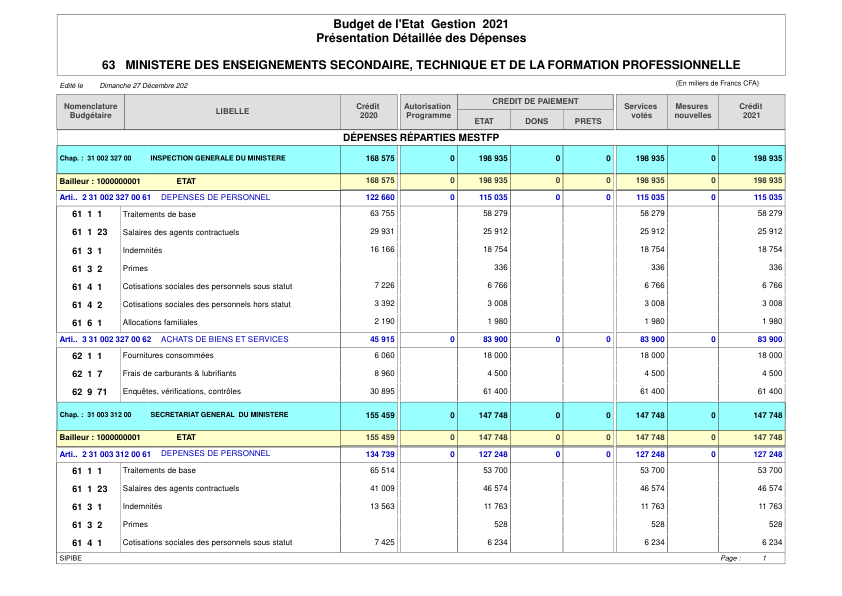 Budget de l'Etat Gestion 2021
Présentation Détaillée des Dépenses
63 MINISTERE DES ENSEIGNEMENTS SECONDAIRE, TECHNIQUE ET DE LA FORMATION PROFESSIONNELLE
Edité le Dimanche 27 Décembre 202 (En milliers de Francs CFA)
Nomenclature Budgétaire LIBELLE Crédit 2020 Autorisation Programme CREDIT DE PAIEMENT ETAT DONS PRETS Services votés Mesures nouvelles Crédit 2021
DÉPENSES RÉPARTIES MESTFP
Chap. : 31 002 327 00 INSPECTION GENERALE DU MINISTERE 168 575 0 198 935 0 0 198 935 0 198 935
Bailleur : 1000000001 ETAT 168 575 0 198 935 0 0 198 935 0 198 935
Arti.. 2 31 002 327 00 61 DEPENSES DE PERSONNEL 122 660 0 115 035 0 0 115 035 0 115 035
61 1 1 Traitements de base 63 755 58 279 58 279 58 279
61 1 23 Salaires des agents contractuels 29 931 25 912 25 912 25 912
61 3 1 Indemnités 16 166 18 754 18 754 18 754
61 3 2 Primes 336 336 336
61 4 1 Cotisations sociales des personnels sous statut 7 226 6 766 6 766 6 766
61 4 2 Cotisations sociales des personnels hors statut 3 392 3 008 3 008 3 008
61 6 1 Allocations familiales 2 190 1 980 1 980 1 980
Arti.. 3 31 002 327 00 62 ACHATS DE BIENS ET SERVICES 45 915 0 83 900 0 0 83 900 0 83 900
62 1 1 Fournitures consommées 6 060 18 000 18 000 18 000
62 1 7 Frais de carburants & lubrifiants 8 960 4 500 4 500 4 500
62 9 71 Enquêtes, vérifications, contrôles 30 895 61 400 61 400 61 400
Chap. : 31 003 312 00 SECRETARIAT GENERAL DU MINISTERE 155 459 0 147 748 0 0 147 748 0 147 748
Bailleur : 1000000001 ETAT 155 459 0 147 748 0 0 147 748 0 147 748
Arti.. 2 31 003 312 00 61 DEPENSES DE PERSONNEL 134 739 0 127 248 0 0 127 248 0 127 248
61 1 1 Traitements de base 65 514 53 700 53 700 53 700
61 1 23 Salaires des agents contractuels 41 009 46 574 46 574 46 574
61 3 1 Indemnités 13 563 11 763 11 763 11 763
61 3 2 Primes 528 528 528
61 4 1 Cotisations sociales des personnels sous statut 7 425 6 234 6 234 6 234
SIPIBE Page : 1